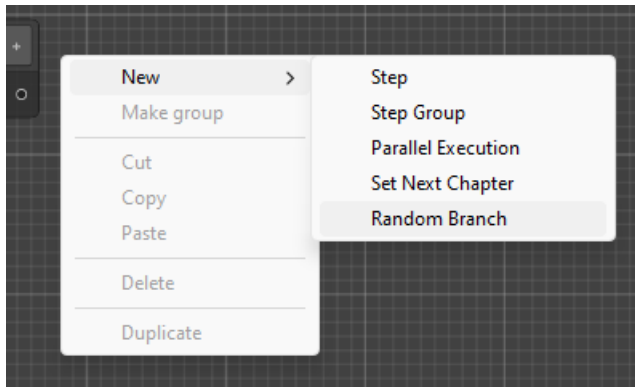 +
New
Make group
Cut
Copy
Paste
Delete
Duplicate
Step
Step Group
Parallel Execution
Set Next Chapter
Random Branch